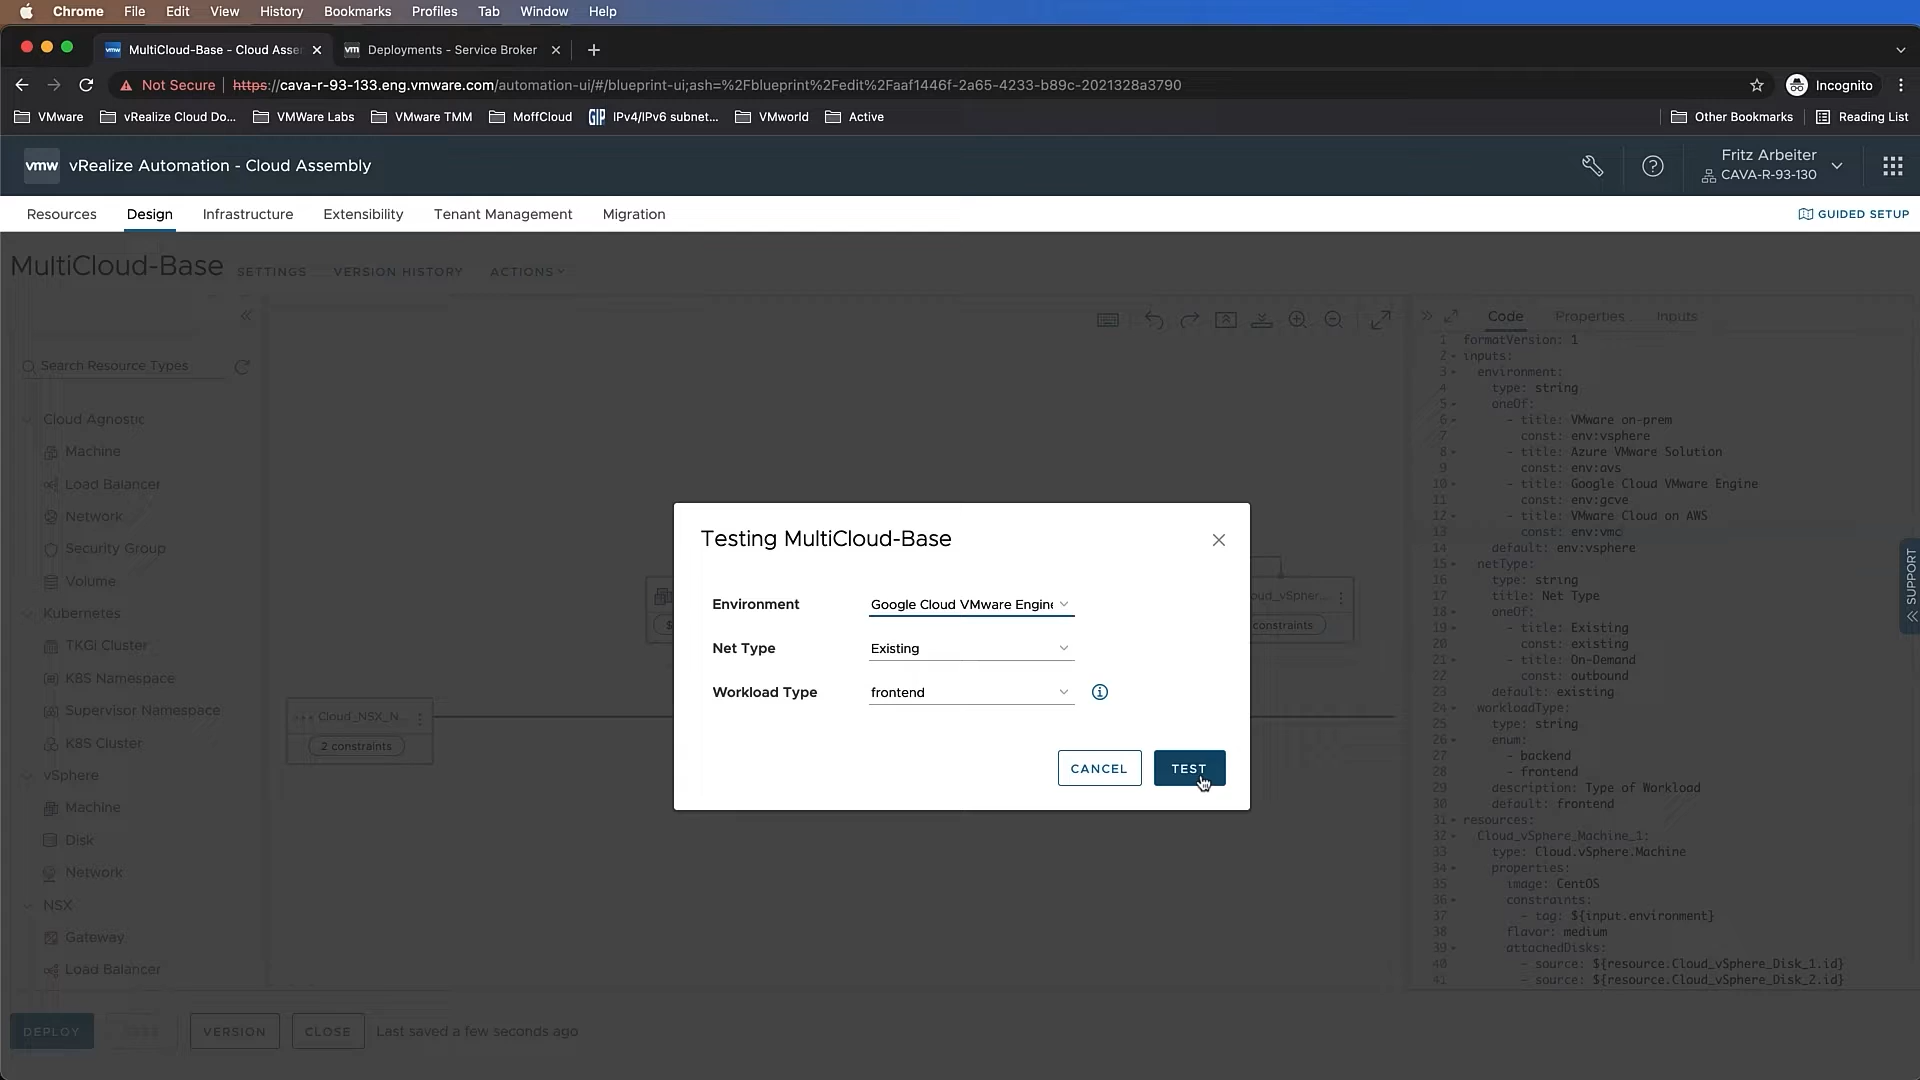 Chrome File Edit View History Bookmarks Profiles Tab Window Help
vmw MultiCloud-Base - Cloud Asse
vm Deployments - Service Broker
Not Secure https://cava-r-93-133.eng.vmware.com/automation-ui/#/blueprint-ui;ash=%2Fblueprint%2Fedit%2Faaf1446f-2a65-4233-b89c-2021328a3790
Incognito
VMware vRealize Cloud Do... VMWare Labs VMware TMM MoffCloud GIP IPv4/IPv6 subnet... VMworld Active Other Bookmarks Reading List
vmw vRealize Automation - Cloud Assembly
Fritz Arbeiter
CAVA-R-93-130
Resources Design Infrastructure Extensibility Tenant Management Migration GUIDED SETUP
MultiCloud-Base SETTINGS VERSION HISTORY ACTIONS
Search Resource Types
Cloud Agnostic
Machine
Load Balancer
Network
Security Group
Volume
Kubernetes
TKGI Cluster
K8S Namespace
Supervisor Namespace
K8S Cluster
vSphere
Machine
Disk
Network
NSX
Gateway
Load Balancer
Cloud_NSX_N...
2 constraints
$
oud_vSpher...
constraints
Testing MultiCloud-Base
Environment Google Cloud VMware Engine
Net Type Existing
Workload Type frontend
CANCEL TEST
Code Properties Inputs
1 formatVersion: 1
2 inputs:
3 environment:
4 type: string
5 oneOf:
6 - title: VMware on-prem
7 const: env:vsphere
8 - title: Azure VMware Solution
9 const: env:avs
10 - title: Google Cloud VMware Engine
11 const: env:gcve
12 - title: VMware Cloud on AWS
13 const: env:vmc
14 default: env:vsphere
15 netType:
16 type: string
17 title: Net Type
18 oneOf:
19 - title: Existing
20 const: existing
21 - title: On-Demand
22 const: outbound
23 default: existing
24 workloadType:
25 type: string
26 enum:
27 - backend
28 - frontend
29 description: Type of Workload
30 default: frontend
31 resources:
32 Cloud_vSphere_Machine_1:
33 type: Cloud.vSphere.Machine
34 properties:
35 image: CentOS
36 constraints:
37 - tag: ${input.environment}
38 flavor: medium
39 attachedDisks:
40 - source: ${resource.Cloud_vSphere_Disk_1.id}
41 - source: ${resource.Cloud_vSphere_Disk_2.id}
SUPPORT
DEPLOY TEST VERSION CLOSE Last saved a few seconds ago